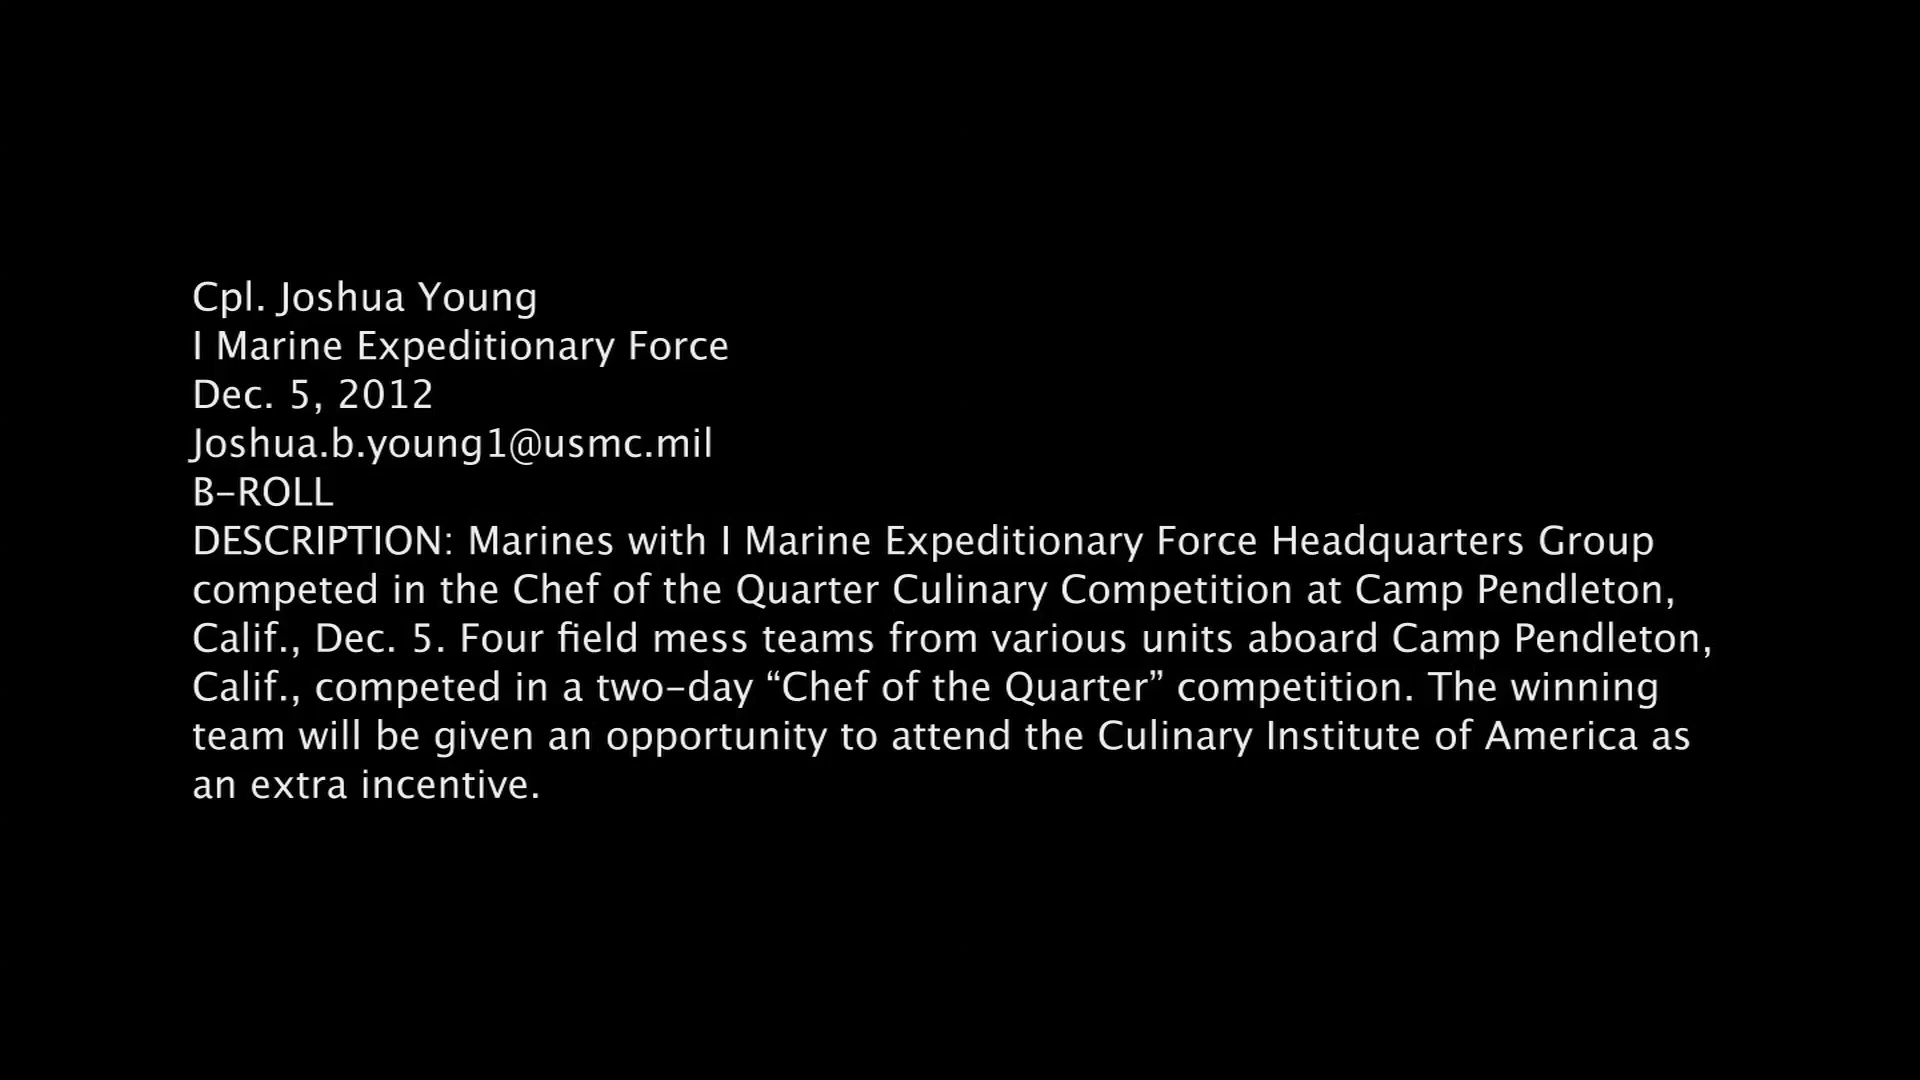 Cpl. Joshua Young
I Marine Expeditionary Force
Dec. 5, 2012
Joshua.b.young1@usmc.mil
B-ROLL
DESCRIPTION: Marines with I Marine Expeditionary Force Headquarters Group
competed in the Chef of the Quarter Culinary Competition at Camp Pendleton,
Calif., Dec. 5. Four field mess teams from various units aboard Camp Pendleton,
Calif., competed in a two-day “Chef of the Quarter” competition. The winning
team will be given an opportunity to attend the Culinary Institute of America as
an extra incentive.